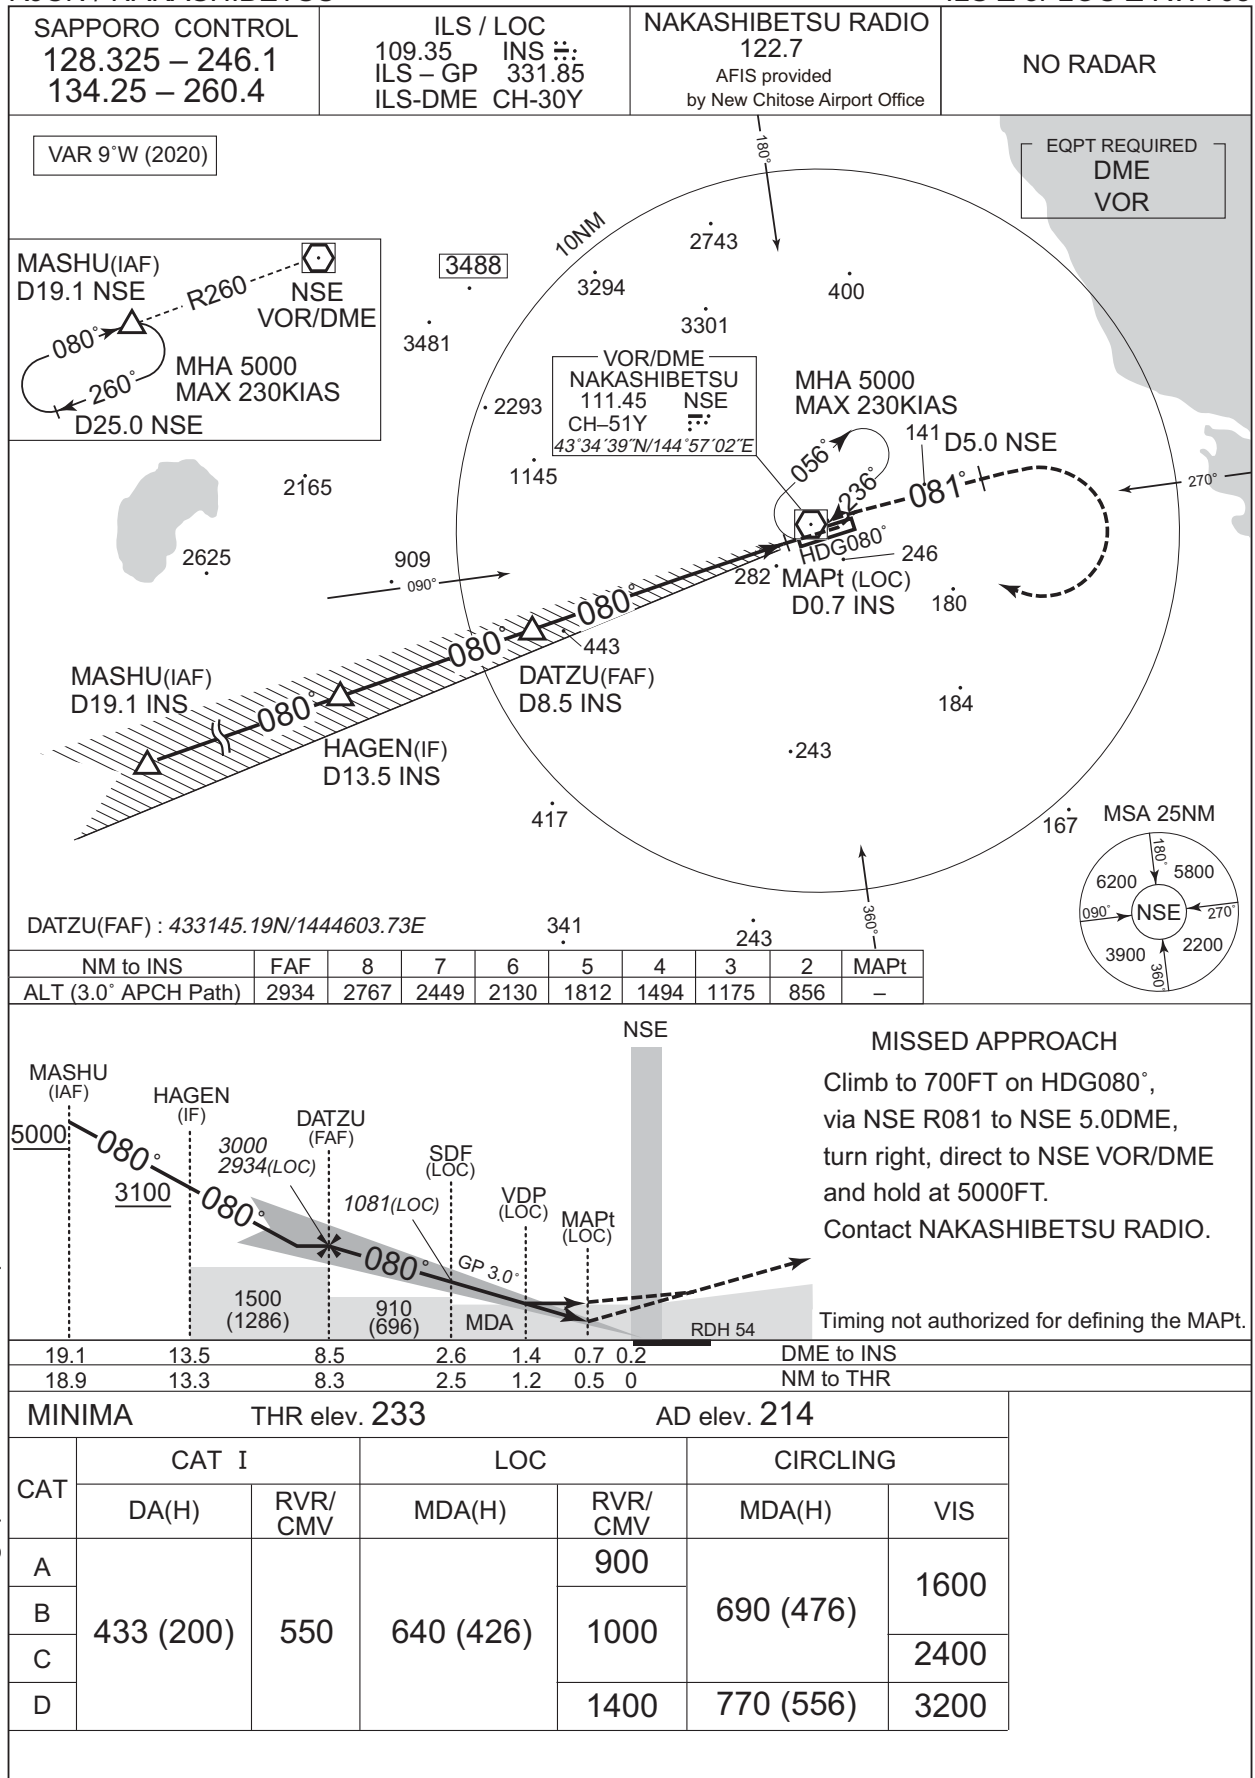 SAPPORO CONTROL
128.325 – 246.1
134.25 – 260.4
ILS / LOC
109.35 INS
ILS – GP 331.85
ILS-DME CH-30Y
NAKASHIBETSU RADIO
122.7
AFIS provided
by New Chitose Airport Office
NO RADAR
VAR 9°W (2020)
EQPT REQUIRED
DME
VOR
180°
10NM
2743
3488
3294
400
3301
3481
MASHU(IAF)
D19.1 NSE
R260
NSE
VOR/DME
080°
260°
MHA 5000
MAX 230KIAS
D25.0 NSE
VOR/DME
NAKASHIBETSU
111.45 NSE
CH–51Y
43°34′39″N/144°57′02″E
MHA 5000
MAX 230KIAS
2293
1145
2165
141
D5.0 NSE
056°
236°
081°
270°
2625
909
090°
HDG080°
246
282
MAPt (LOC)
D0.7 INS
180
080°
080°
443
DATZU(FAF)
D8.5 INS
MASHU(IAF)
D19.1 INS
080°
HAGEN(IF)
D13.5 INS
184
243
417
167
MSA 25NM
180°
6200
5800
090°
NSE
270°
3900
2200
360°
360°
DATZU(FAF) : 433145.19N/1444603.73E
341
243
NM to INS FAF 8 7 6 5 4 3 2 MAPt
ALT (3.0° APCH Path) 2934 2767 2449 2130 1812 1494 1175 856 –
NSE
MASHU
(IAF)
HAGEN
(IF)
DATZU
(FAF)
SDF
(LOC)
VDP
(LOC)
MAPt
(LOC)
5000
080°
3100
080°
3000
2934(LOC)
1081(LOC)
080°
GP 3.0°
1500
(1286)
910
(696)
MDA
RDH 54
MISSED APPROACH
Climb to 700FT on HDG080°,
via NSE R081 to NSE 5.0DME,
turn right, direct to NSE VOR/DME
and hold at 5000FT.
Contact NAKASHIBETSU RADIO.
Timing not authorized for defining the MAPt.
19.1 13.5 8.5 2.6 1.4 0.7 0.2 DME to INS
18.9 13.3 8.3 2.5 1.2 0.5 0 NM to THR
MINIMA THR elev. 233 AD elev. 214
CAT
CAT I LOC CIRCLING
DA(H) RVR/CMV MDA(H) RVR/CMV MDA(H) VIS
A 900
B 1600
433 (200) 550 640 (426) 1000 690 (476)
C 2400
D 1400 770 (556) 3200